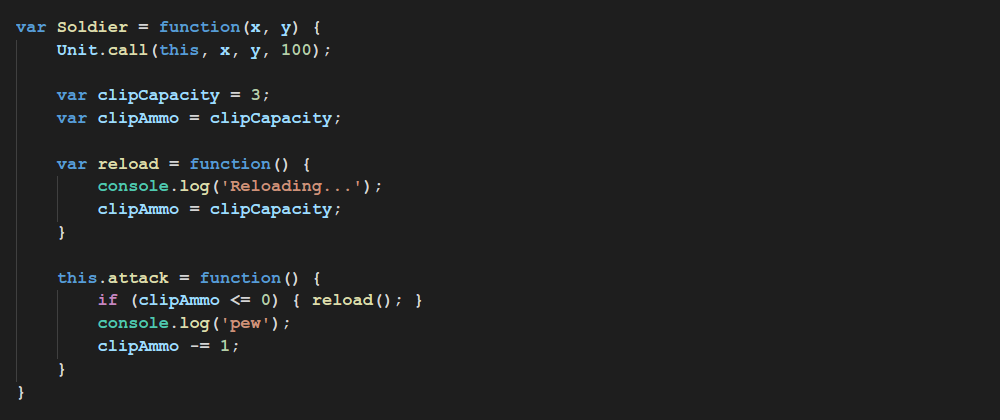 var Soldier = function(x, y) {
    Unit.call(this, x, y, 100);

    var clipCapacity = 3;
    var clipAmmo = clipCapacity;

    var reload = function() {
        console.log('Reloading...');
        clipAmmo = clipCapacity;
    }

    this.attack = function() {
        if (clipAmmo <= 0) { reload(); }
        console.log('pew');
        clipAmmo -= 1;
    }
}